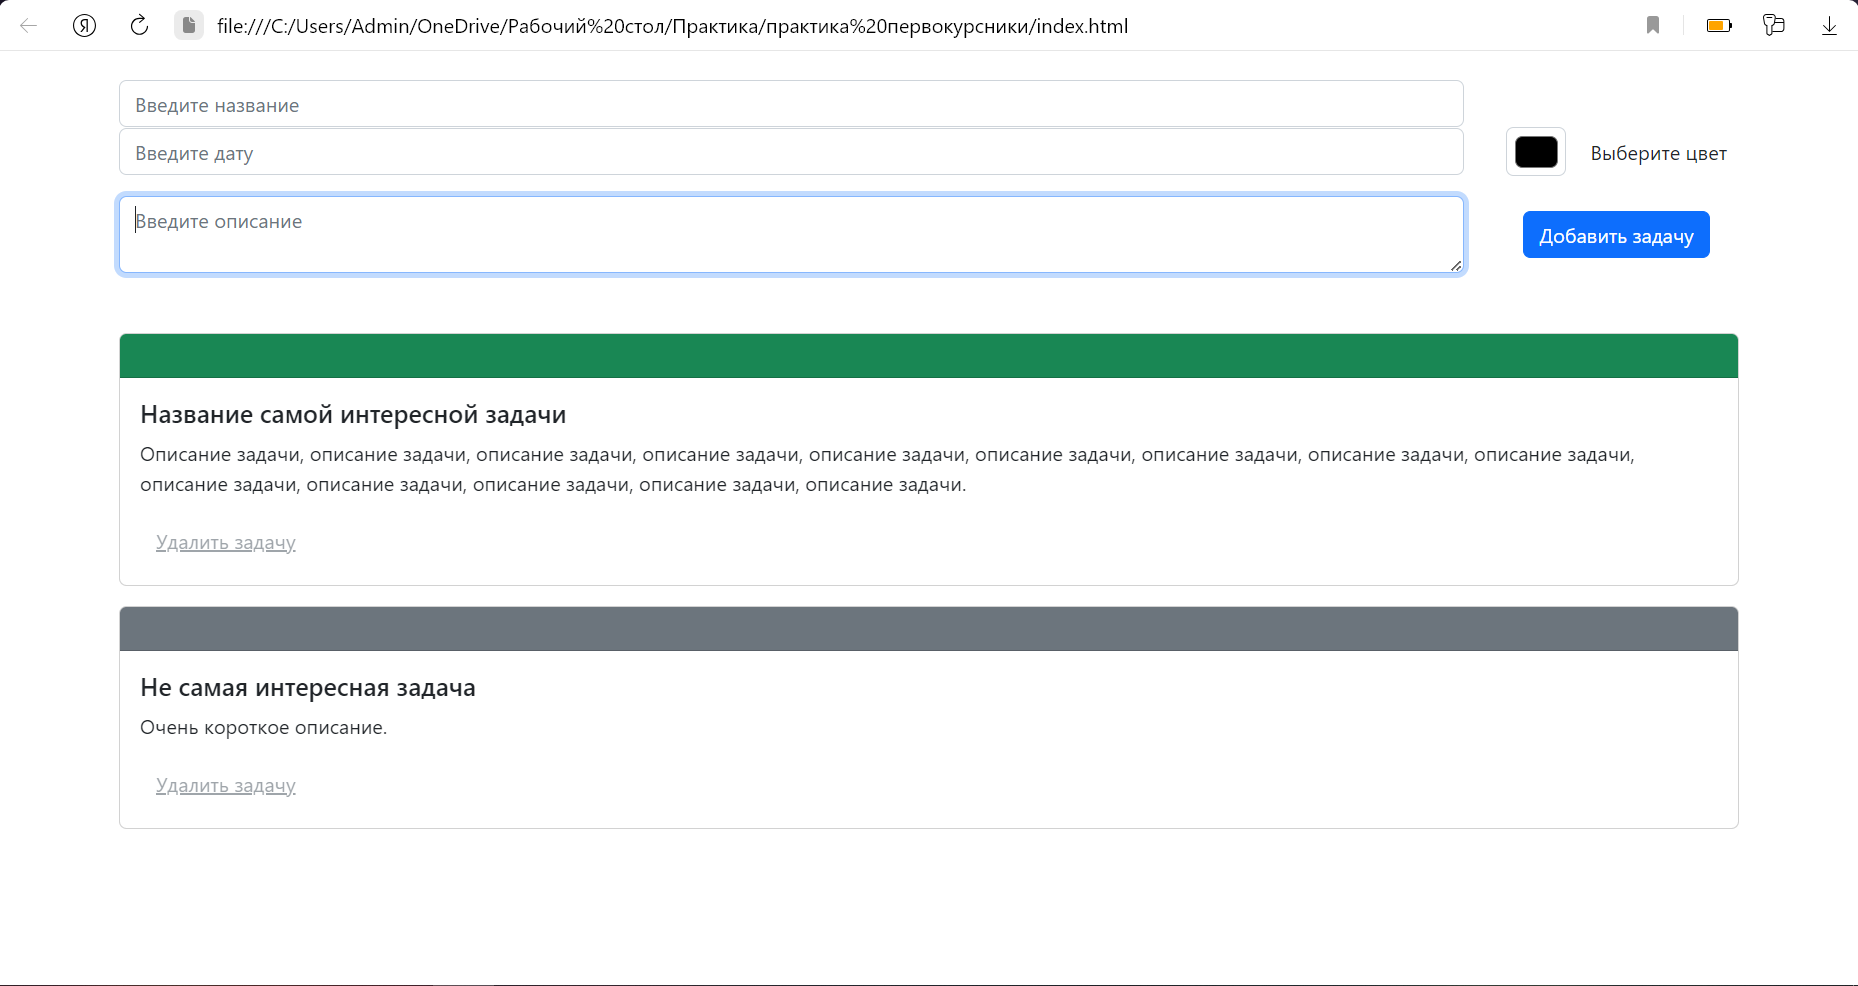 Я
file:///C:/Users/Admin/OneDrive/Рабочий%20стол/Практика/практика%20первокурсники/index.html
Введите название
Введите дату
Выберите цвет
Введите описание
Добавить задачу
Название самой интересной задачи
Описание задачи, описание задачи, описание задачи, описание задачи, описание задачи, описание задачи, описание задачи, описание задачи, описание задачи,
описание задачи, описание задачи, описание задачи, описание задачи, описание задачи.
Удалить задачу
Не самая интересная задача
Очень короткое описание.
Удалить задачу